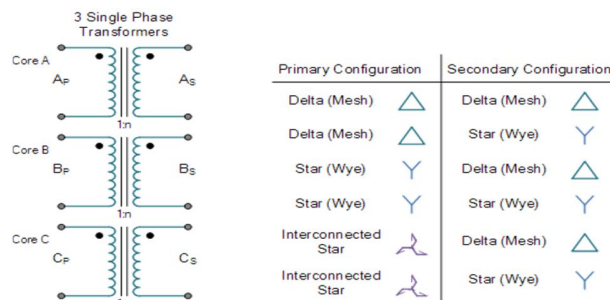 3 Single Phase
Transformers
Core A
AP
AS
1:n
Core B
BP
BS
1:n
Core C
CP
CS
Primary Configuration
Secondary Configuration
Delta (Mesh)
Delta (Mesh)
Delta (Mesh)
Star (Wye)
Star (Wye)
Delta (Mesh)
Star (Wye)
Star (Wye)
Interconnected
Star
Delta (Mesh)
Interconnected
Star
Star (Wye)